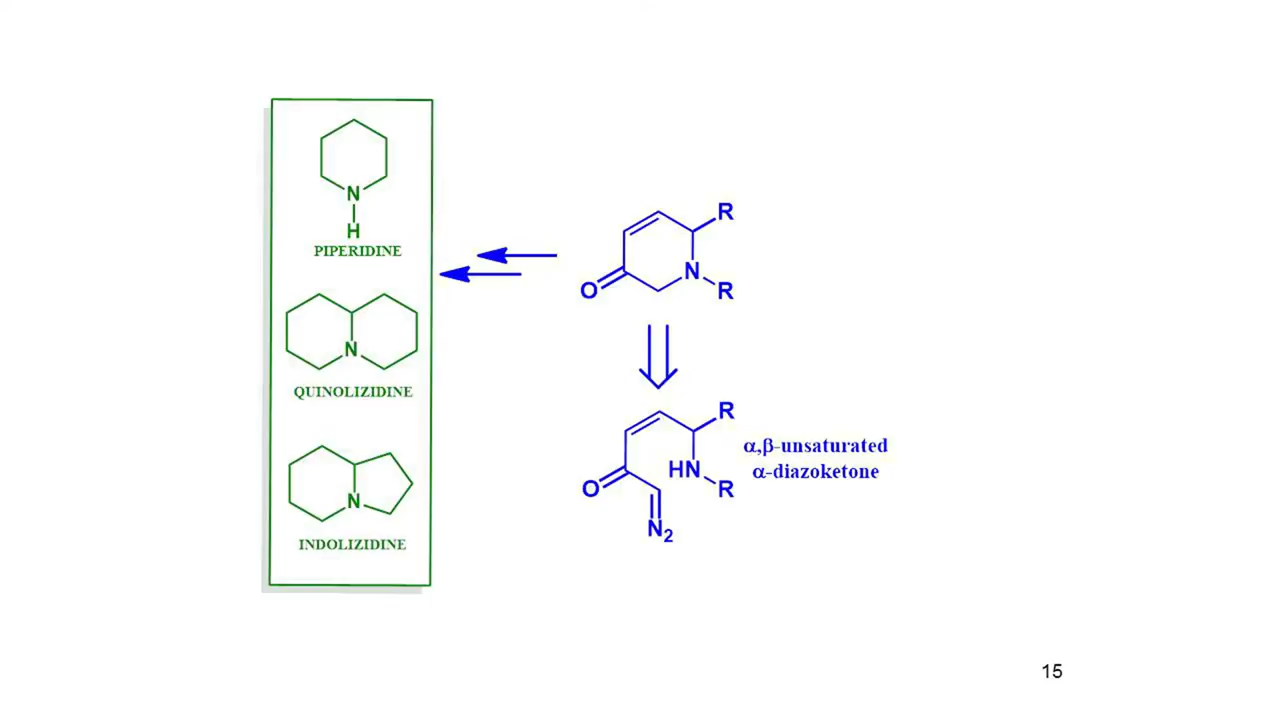 N
H
PIPERIDINE
N
QUINOLIZIDINE
N
INDOLIZIDINE
R
N
O
R
R
HN
O
R
N2
α,β-unsaturated
α-diazoketone
15